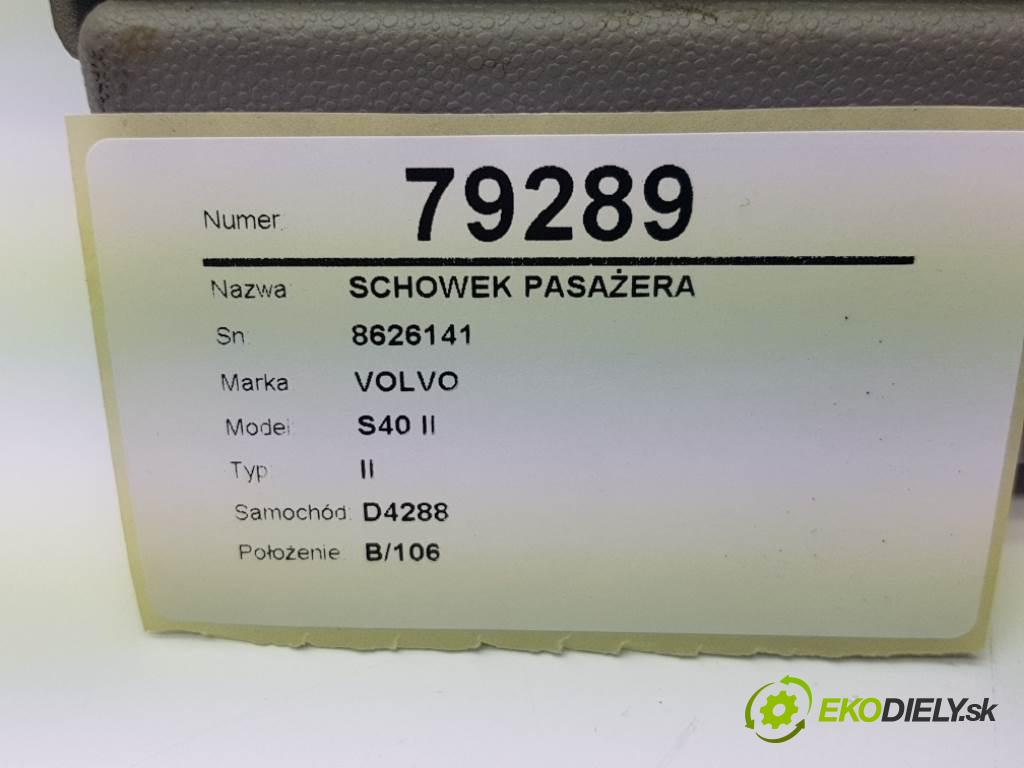 Numer: 79289
Nazwa SCHOWEK PASAŻERA
Sn: 8626141
Marka VOLVO
Model S40 II
Typ II
Samochód: D4288
Położenie: B/106
EKODIELY.sk